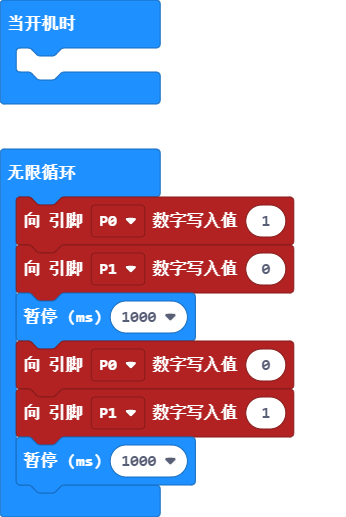 当开机时
无限循环
向 引脚 P0 数字写入值 1
向 引脚 P1 数字写入值 0
暂停 (ms) 1000
向 引脚 P0 数字写入值 0
向 引脚 P1 数字写入值 1
暂停 (ms) 1000